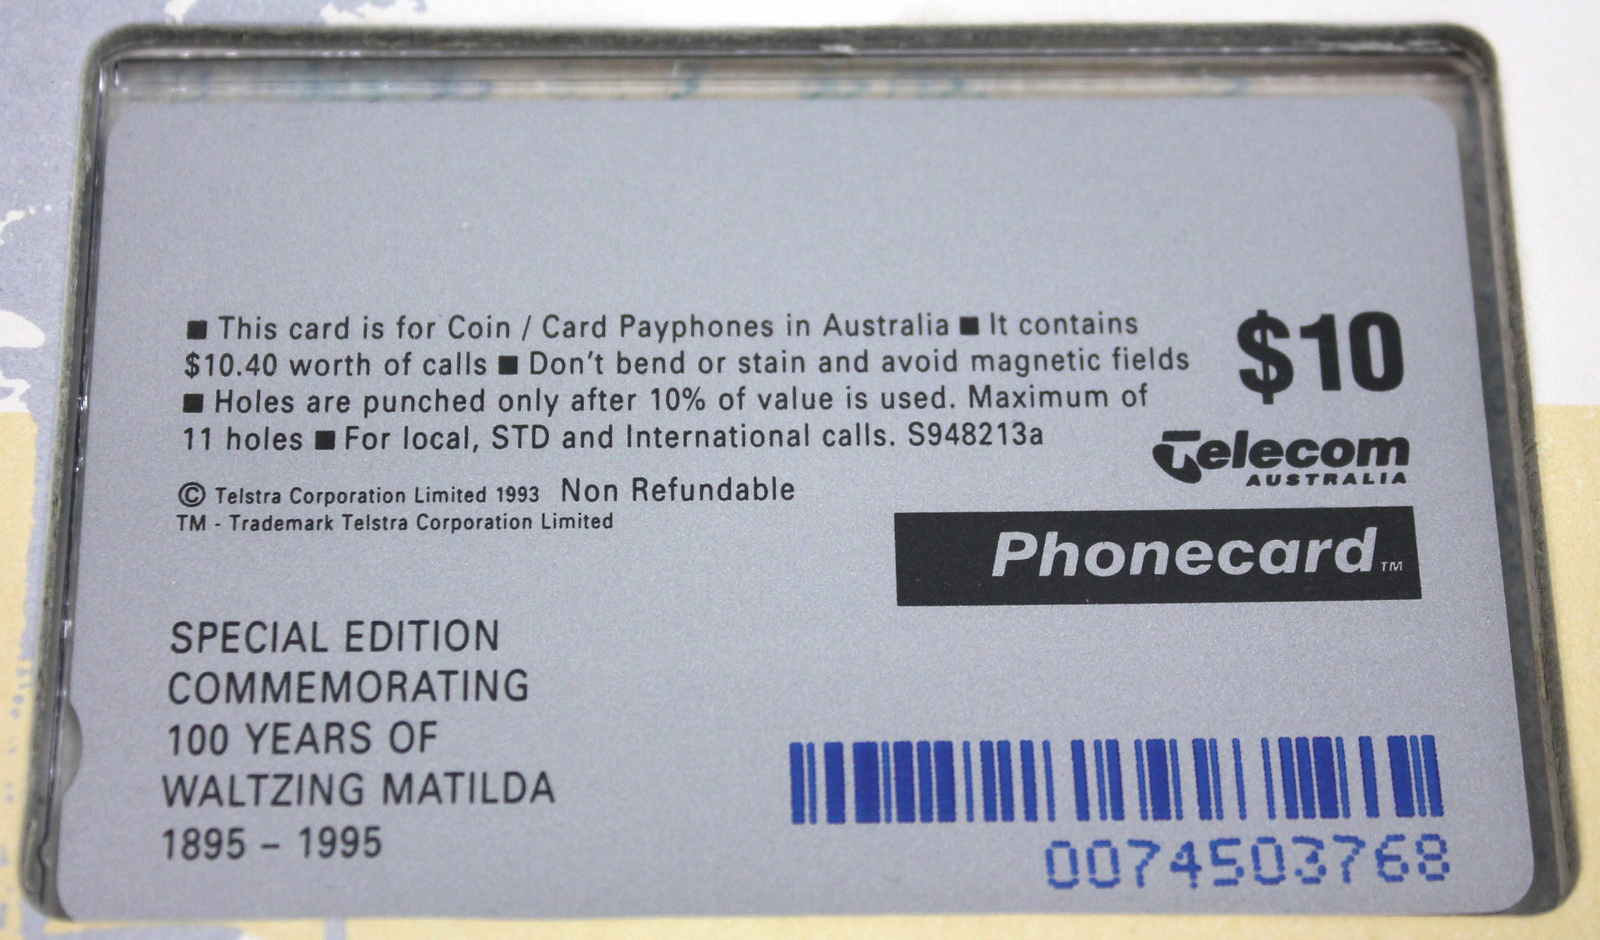 ■ This card is for Coin / Card Payphones in Australia ■ It contains
$10.40 worth of calls ■ Don't bend or stain and avoid magnetic fields
■ Holes are punched only after 10% of value is used. Maximum of
11 holes ■ For local, STD and International calls. S948213a
© Telstra Corporation Limited 1993 Non Refundable
TM - Trademark Telstra Corporation Limited
$10
Telecom
AUSTRALIA
Phonecard TM
SPECIAL EDITION
COMMEMORATING
100 YEARS OF
WALTZING MATILDA
1895 – 1995
0074503768